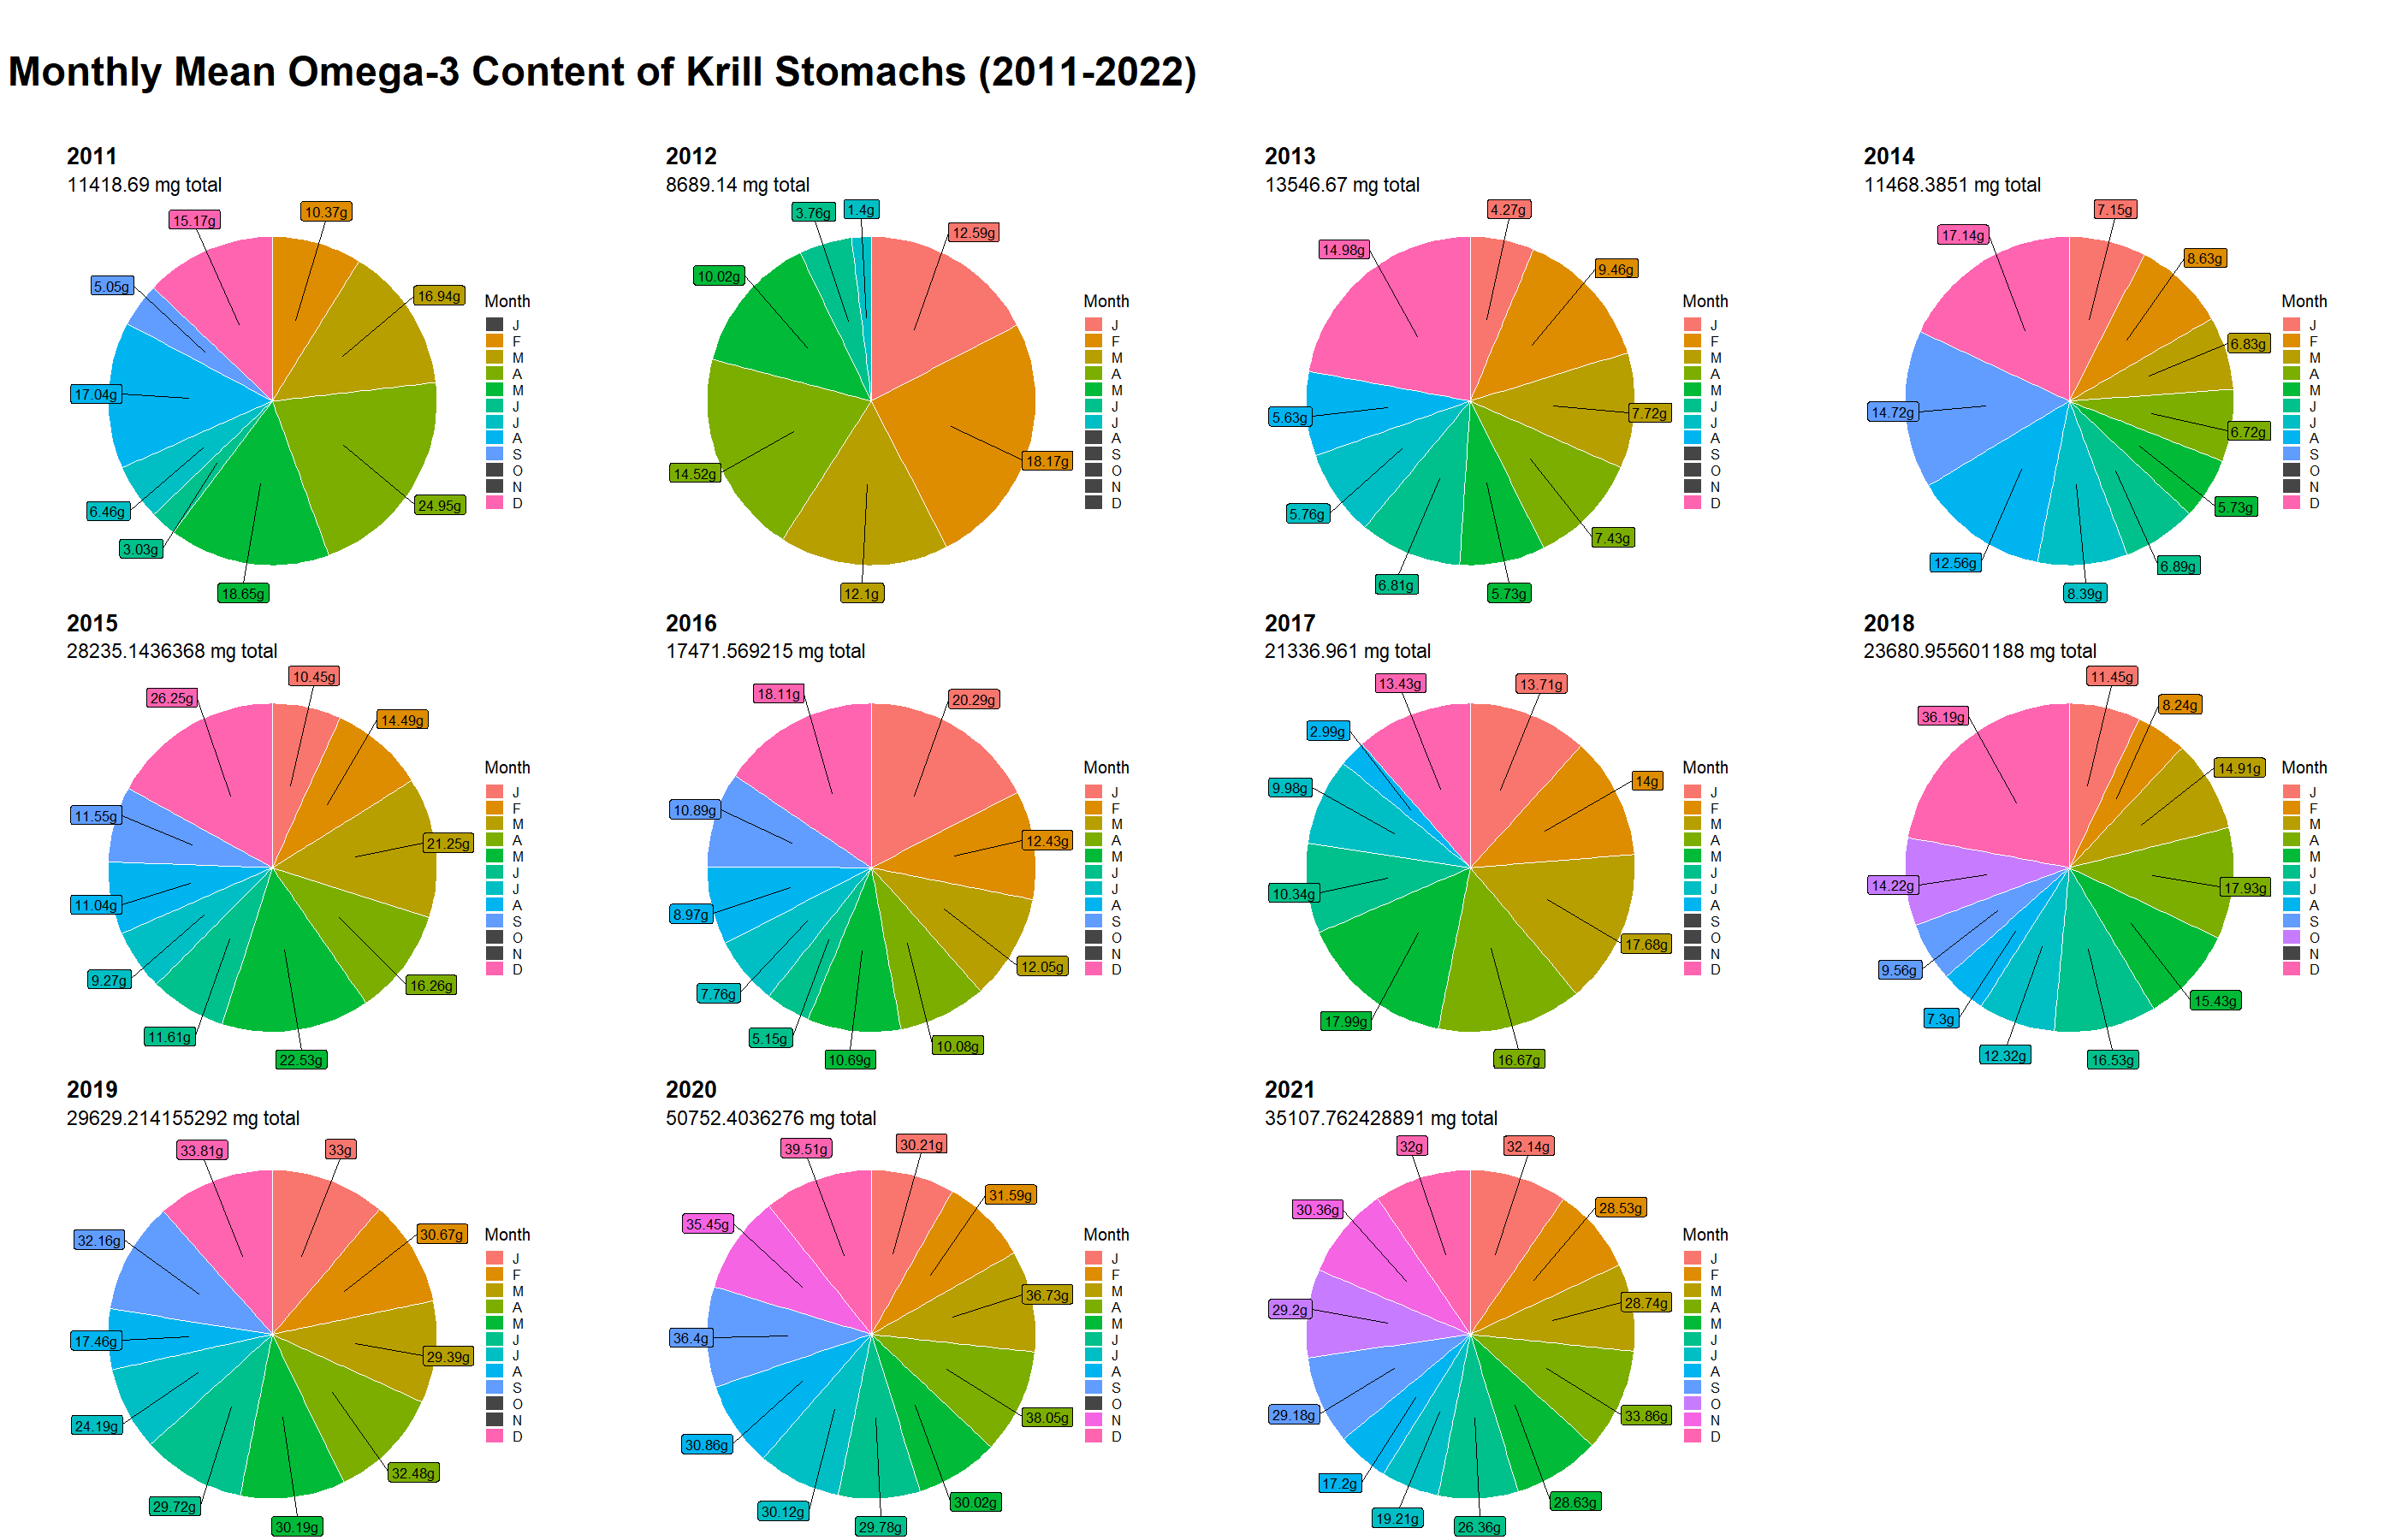 Monthly Mean Omega-3 Content of Krill Stomachs (2011-2022)
2011
11418.69 mg total
15.17g
10.37g
5.05g
16.94g
17.04g
24.95g
6.46g
3.03g
18.65g
Month
J
F
M
A
M
J
J
A
S
O
N
D
2012
8689.14 mg total
3.76g
1.4g
12.59g
10.02g
18.17g
14.52g
12.1g
Month
J
F
M
A
M
J
J
A
S
O
N
D
2013
13546.67 mg total
4.27g
14.98g
9.46g
7.72g
5.63g
5.76g
7.43g
6.81g
5.73g
Month
J
F
M
A
M
J
J
A
S
O
N
D
2014
11468.3851 mg total
7.15g
17.14g
8.63g
6.83g
14.72g
6.72g
5.73g
12.56g
6.89g
8.39g
Month
J
F
M
A
M
J
J
A
S
O
N
D
2015
28235.1436368 mg total
10.45g
26.25g
14.49g
11.55g
21.25g
11.04g
9.27g
16.26g
11.61g
22.53g
Month
J
F
M
A
M
J
J
A
S
O
N
D
2016
17471.569215 mg total
18.11g
20.29g
10.89g
12.43g
8.97g
12.05g
7.76g
5.15g
10.08g
10.69g
Month
J
F
M
A
M
J
J
A
S
O
N
D
2017
21336.961 mg total
13.43g
13.71g
2.99g
14g
9.98g
10.34g
17.68g
17.99g
16.67g
Month
J
F
M
A
M
J
J
A
S
O
N
D
2018
23680.955601188 mg total
11.45g
8.24g
36.19g
14.91g
14.22g
17.93g
9.56g
15.43g
7.3g
12.32g
16.53g
Month
J
F
M
A
M
J
J
A
S
O
N
D
2019
29629.214155292 mg total
33.81g
33g
32.16g
30.67g
17.46g
29.39g
24.19g
32.48g
29.72g
30.19g
Month
J
F
M
A
M
J
J
A
S
O
N
D
2020
50752.4036276 mg total
39.51g
30.21g
31.59g
35.45g
36.73g
36.4g
38.05g
30.86g
30.02g
30.12g
29.78g
Month
J
F
M
A
M
J
J
A
S
O
N
D
2021
35107.762428891 mg total
32g
32.14g
30.36g
28.53g
28.74g
29.2g
29.18g
33.86g
17.2g
28.63g
19.21g
26.36g
Month
J
F
M
A
M
J
J
A
S
O
N
D